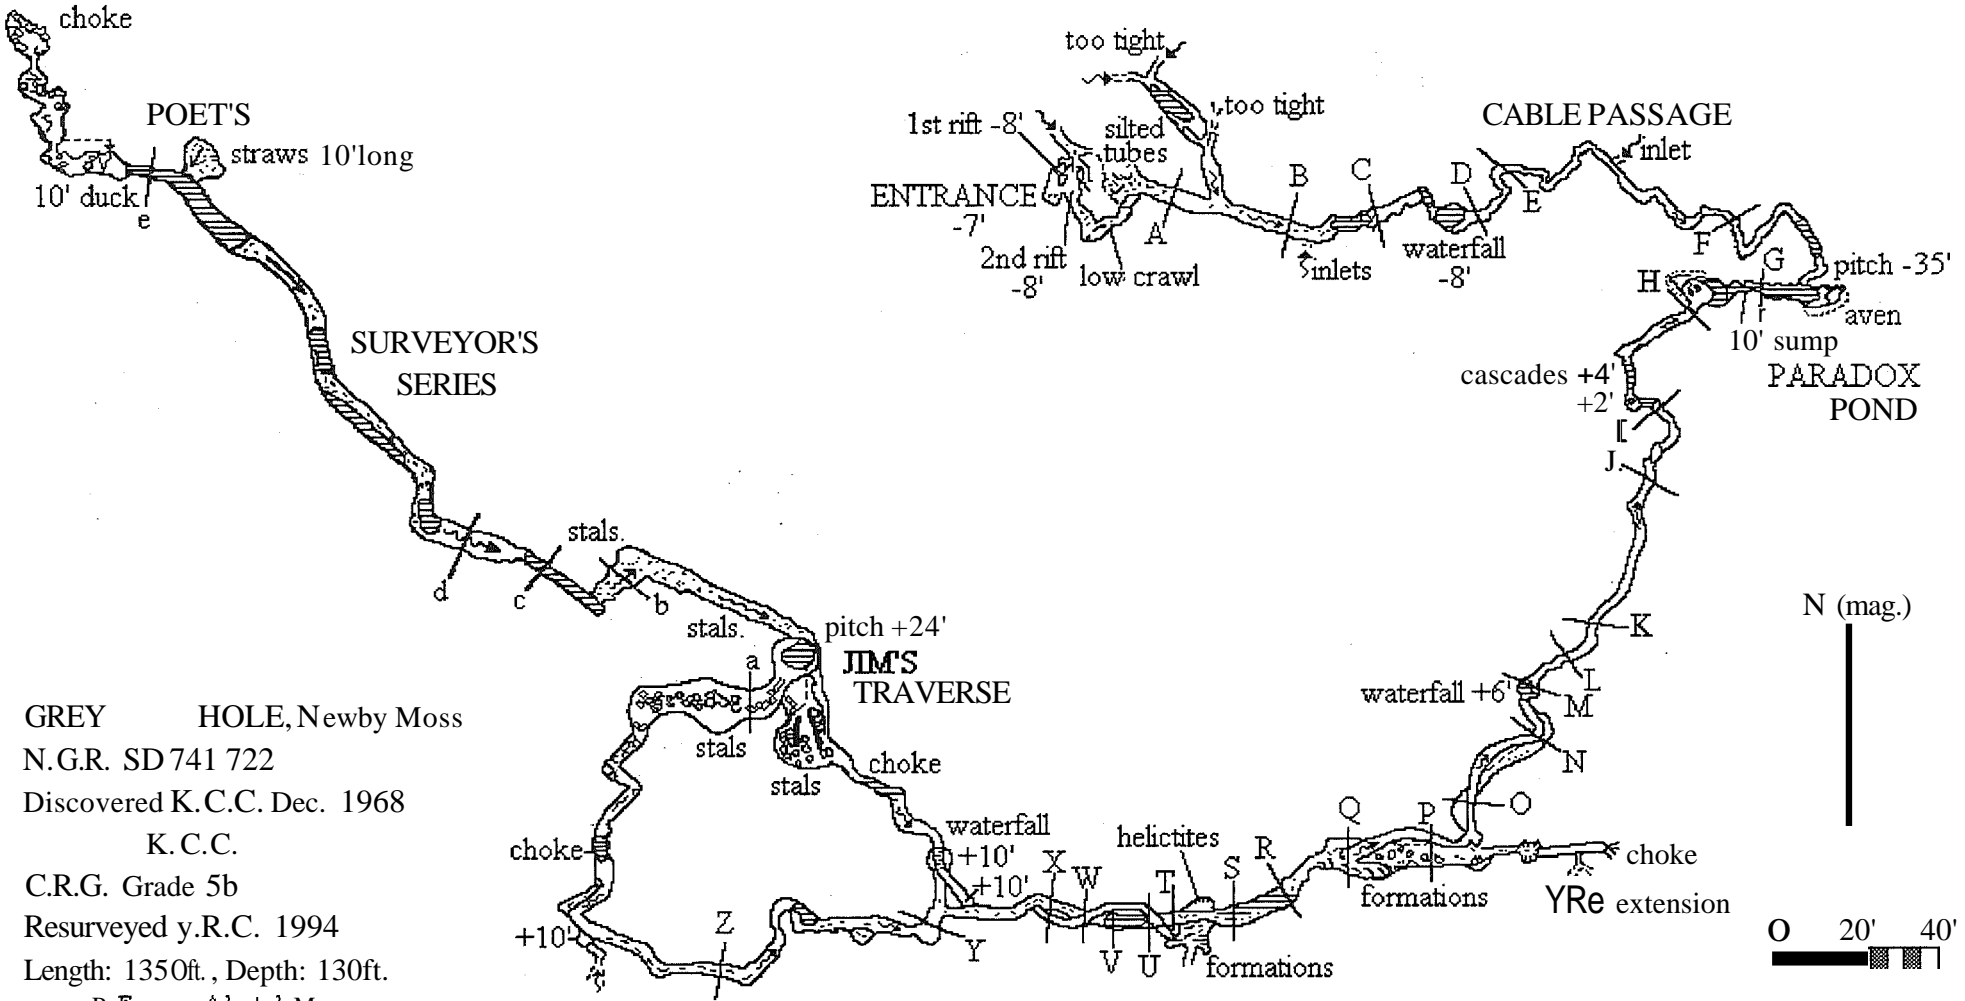 choke
POET'S
straws 10'long
10' duck
e
SURVEYOR'S
SERIES
d
c
stals.
b
stals.
pitch +24'
JIM'S
TRAVERSE
a
stals
stals
choke
choke
+10'
Z
waterfall
+10'
+10'
Y
X
W
V
U
T
helictites
S
R
formations
Q
P
formations
choke
YRe extension
O
N
M
L
waterfall +6'
K
J.
I
cascades +4'
+2'
H
10' sump
PARADOX
POND
aven
pitch -35'
G
F
E
inlet
CABLE PASSAGE
D
waterfall
-8'
C
B
inlets
A
low crawl
2nd rift
-8'
ENTRANCE
-7'
1st rift -8'
silted
tubes
too tight
too tight
N (mag.)
O 20' 40'
GREY HOLE, Newby Moss
N.G.R. SD 741 722
Discovered K.C.C. Dec. 1968
K.C.C.
C.R.G. Grade 5b
Resurveyed y.R.C. 1994
Length: 1350ft., Depth: 130ft.